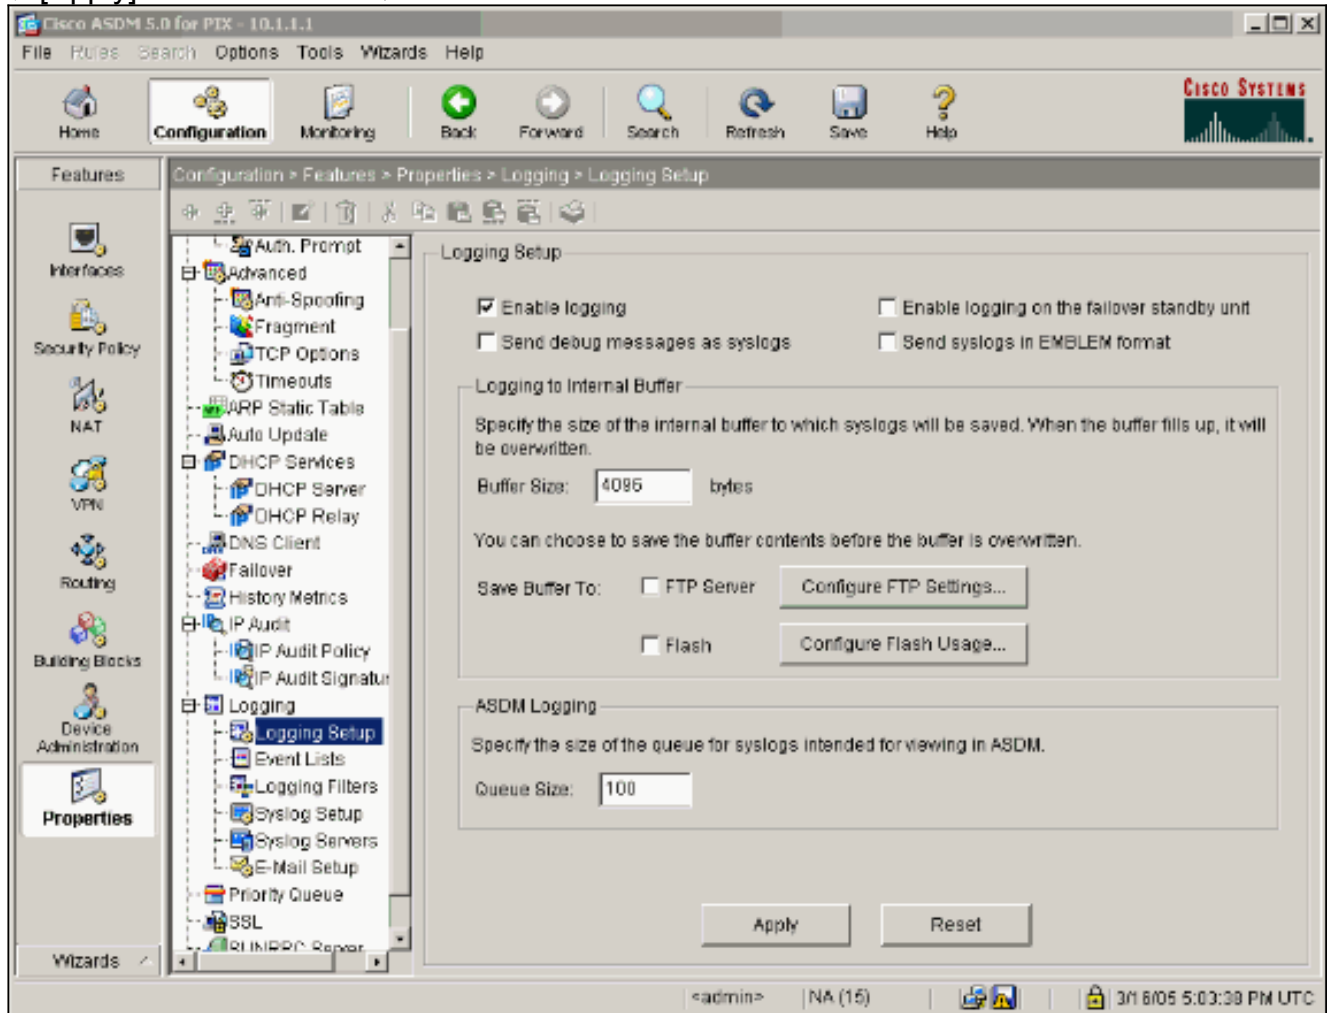 [Apply]
Cisco ASDM 5.0 for PIX - 10.1.1.1
File Rules Search Options Tools Wizards Help
Home Configuration Monitoring Back Forward Search Refresh Save Help
CISCO SYSTEMS
Features
Configuration > Features > Properties > Logging > Logging Setup
Interfaces
Security Policy
NAT
VPN
Routing
Building Blocks
Device
Administration
Properties
Wizards
Auth. Prompt
Advanced
Anti-Spoofing
Fragment
TCP Options
Timeouts
ARP Static Table
Auto Update
DHCP Services
DHCP Server
DHCP Relay
DNS Client
Failover
History Metrics
IP Audit
IP Audit Policy
IP Audit Signatur
Logging
Logging Setup
Event Lists
Logging Filters
Syslog Setup
Syslog Servers
E-Mail Setup
Priority Queue
SSL
SUNRPC Server
Logging Setup
Enable logging
Enable logging on the failover standby unit
Send debug messages as syslogs
Send syslogs in EMBLEM format
Logging to Internal Buffer
Specify the size of the internal buffer to which syslogs will be saved. When the buffer fills up, it will
be overwritten.
Buffer Size: 4096 bytes
You can choose to save the buffer contents before the buffer is overwritten.
Save Buffer To: FTP Server Configure FTP Settings...
Flash Configure Flash Usage...
ASDM Logging
Specify the size of the queue for syslogs intended for viewing in ASDM.
Queue Size: 100
Apply Reset
<admin> NA (15) 3/16/05 5:03:38 PM UTC